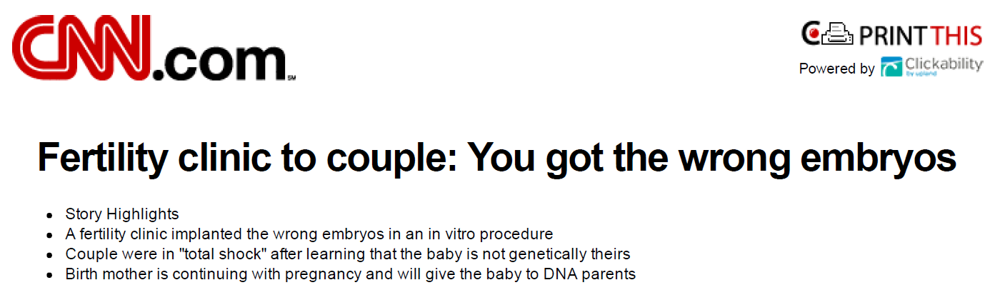 CNN.com SM
PRINTTHIS
Powered by Clickability
by upland
Fertility clinic to couple: You got the wrong embryos
Story Highlights
A fertility clinic implanted the wrong embryos in an in vitro procedure
Couple were in "total shock" after learning that the baby is not genetically theirs
Birth mother is continuing with pregnancy and will give the baby to DNA parents